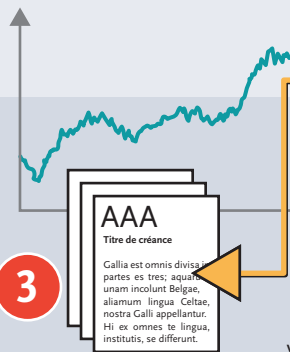 AAA
Titre de créance
Gallia est omnis divisa in
partes es tres; aquarum
unam incolunt Belgae,
aliamum lingua Celtae,
nostra Galli appellantur.
Hi ex omnes te lingua,
institutis, se differunt.
3